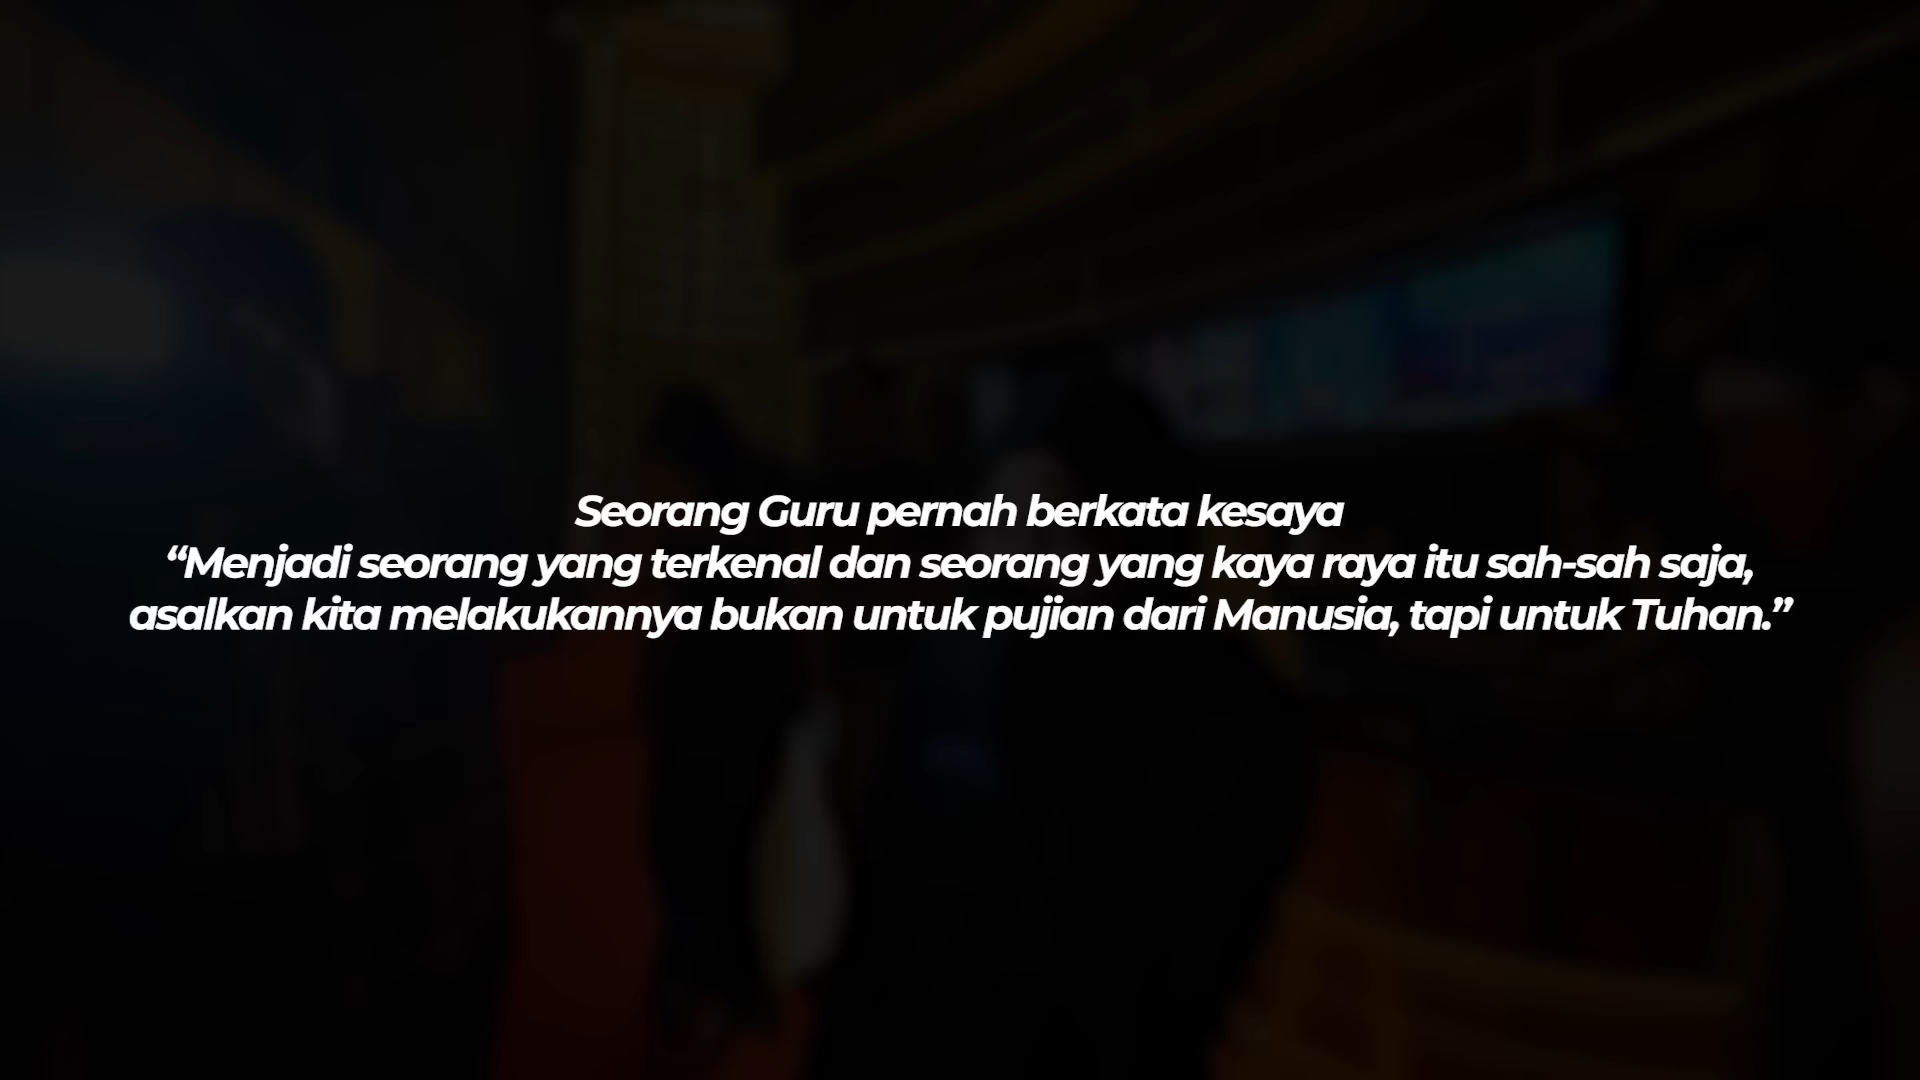 Seorang Guru pernah berkata kesaya
“Menjadi seorang yang terkenal dan seorang yang kaya raya itu sah-sah saja,
asalkan kita melakukannya bukan untuk pujian dari Manusia, tapi untuk Tuhan.”